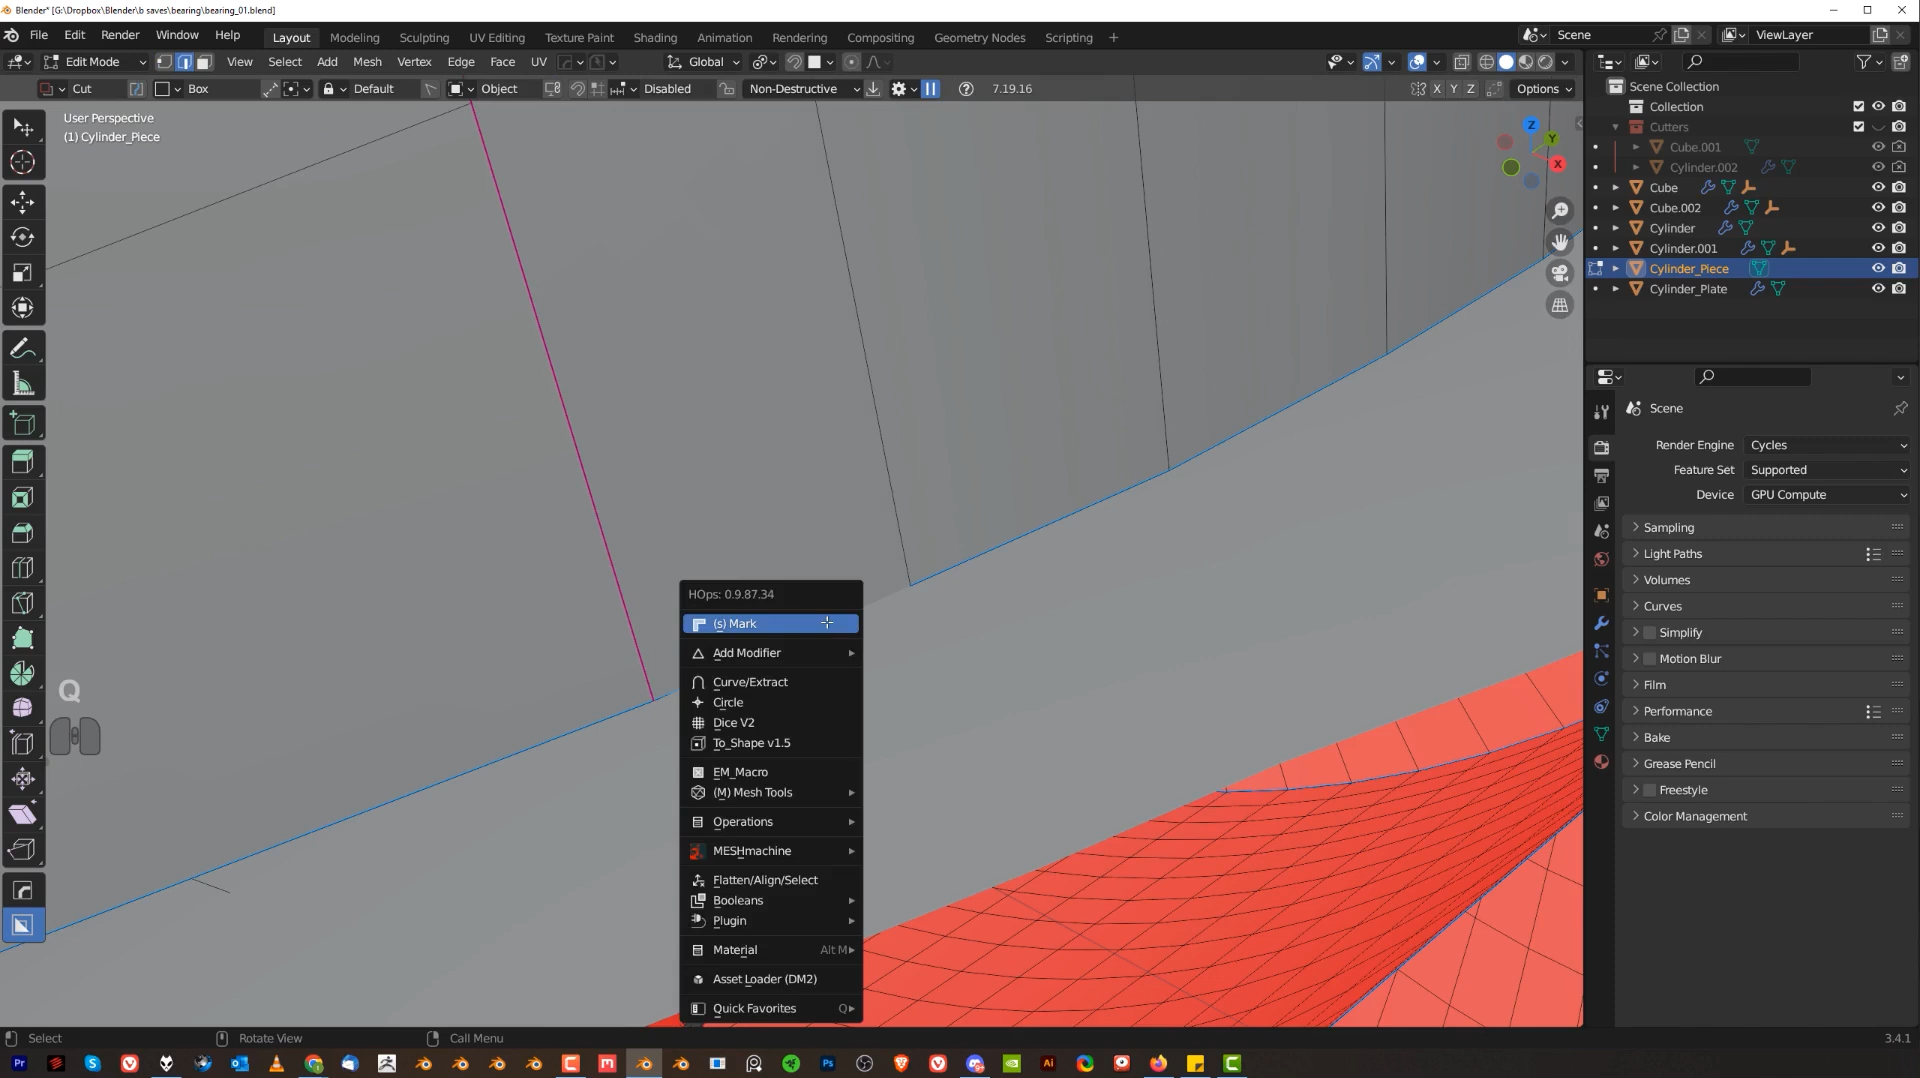 Blender* [G:\Dropbox\Blender\b saves\bearing\bearing_01.blend]
File Edit Render Window Help Layout Modeling Sculpting UV Editing Texture Paint Shading Animation Rendering Compositing Geometry Nodes Scripting + Scene ViewLayer
Edit Mode View Select Add Mesh Vertex Edge Face UV Global
Cut Box Default Object Disabled Non-Destructive 7.19.16 X Y Z Options
User Perspective
(1) Cylinder_Piece
Z
Y
X
Scene Collection
Collection
Cutters
Cube.001
Cylinder.002
Cube
Cube.002
Cylinder
Cylinder.001
Cylinder_Piece
Cylinder_Plate
Scene
Render Engine Cycles
Feature Set Supported
Device GPU Compute
Sampling
Light Paths
Volumes
Curves
Simplify
Motion Blur
Film
Performance
Bake
Grease Pencil
Freestyle
Color Management
Q
HOps: 0.9.87.34
(s) Mark
Add Modifier
Curve/Extract
Circle
Dice V2
To_Shape v1.5
EM_Macro
(M) Mesh Tools
Operations
MESHmachine
Flatten/Align/Select
Booleans
Plugin
Material Alt M
Asset Loader (DM2)
Quick Favorites Q
Select Rotate View Call Menu 3.4.1
Pr S M Ps Ai C